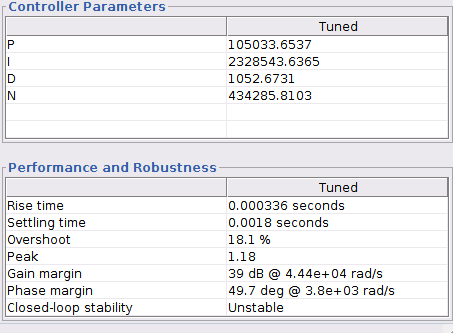 Controller Parameters
Tuned
P 105033.6537
I 2328543.6365
D 1052.6731
N 434285.8103
Performance and Robustness
Tuned
Rise time 0.000336 seconds
Settling time 0.0018 seconds
Overshoot 18.1 %
Peak 1.18
Gain margin 39 dB @ 4.44e+04 rad/s
Phase margin 49.7 deg @ 3.8e+03 rad/s
Closed-loop stability Unstable